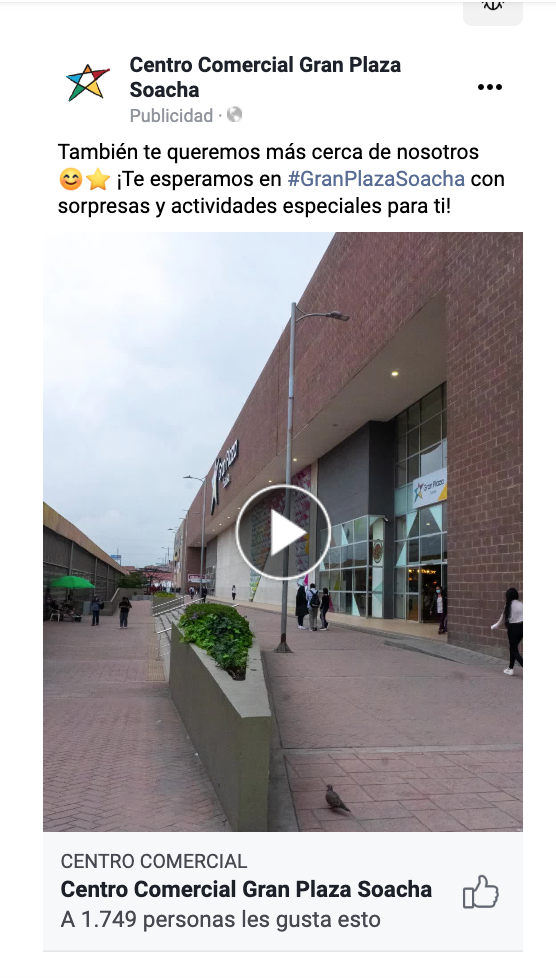 Centro Comercial Gran Plaza
Soacha
Publicidad ·
También te queremos más cerca de nosotros
😊⭐ ¡Te esperamos en #GranPlazaSoacha con
sorpresas y actividades especiales para ti!
Gran Plaza
Gran Plaza
CENTRO COMERCIAL
Centro Comercial Gran Plaza Soacha
A 1.749 personas les gusta esto